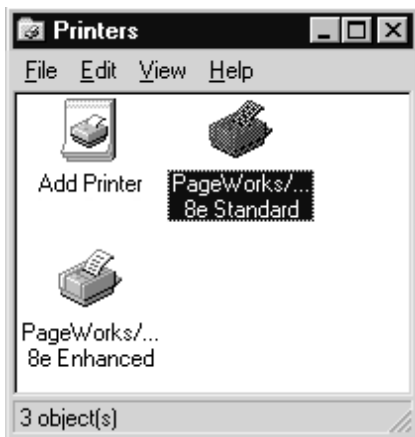 Printers
File Edit View Help
Add Printer
PageWorks/...
8e Standard
PageWorks/...
8e Enhanced
3 object(s)